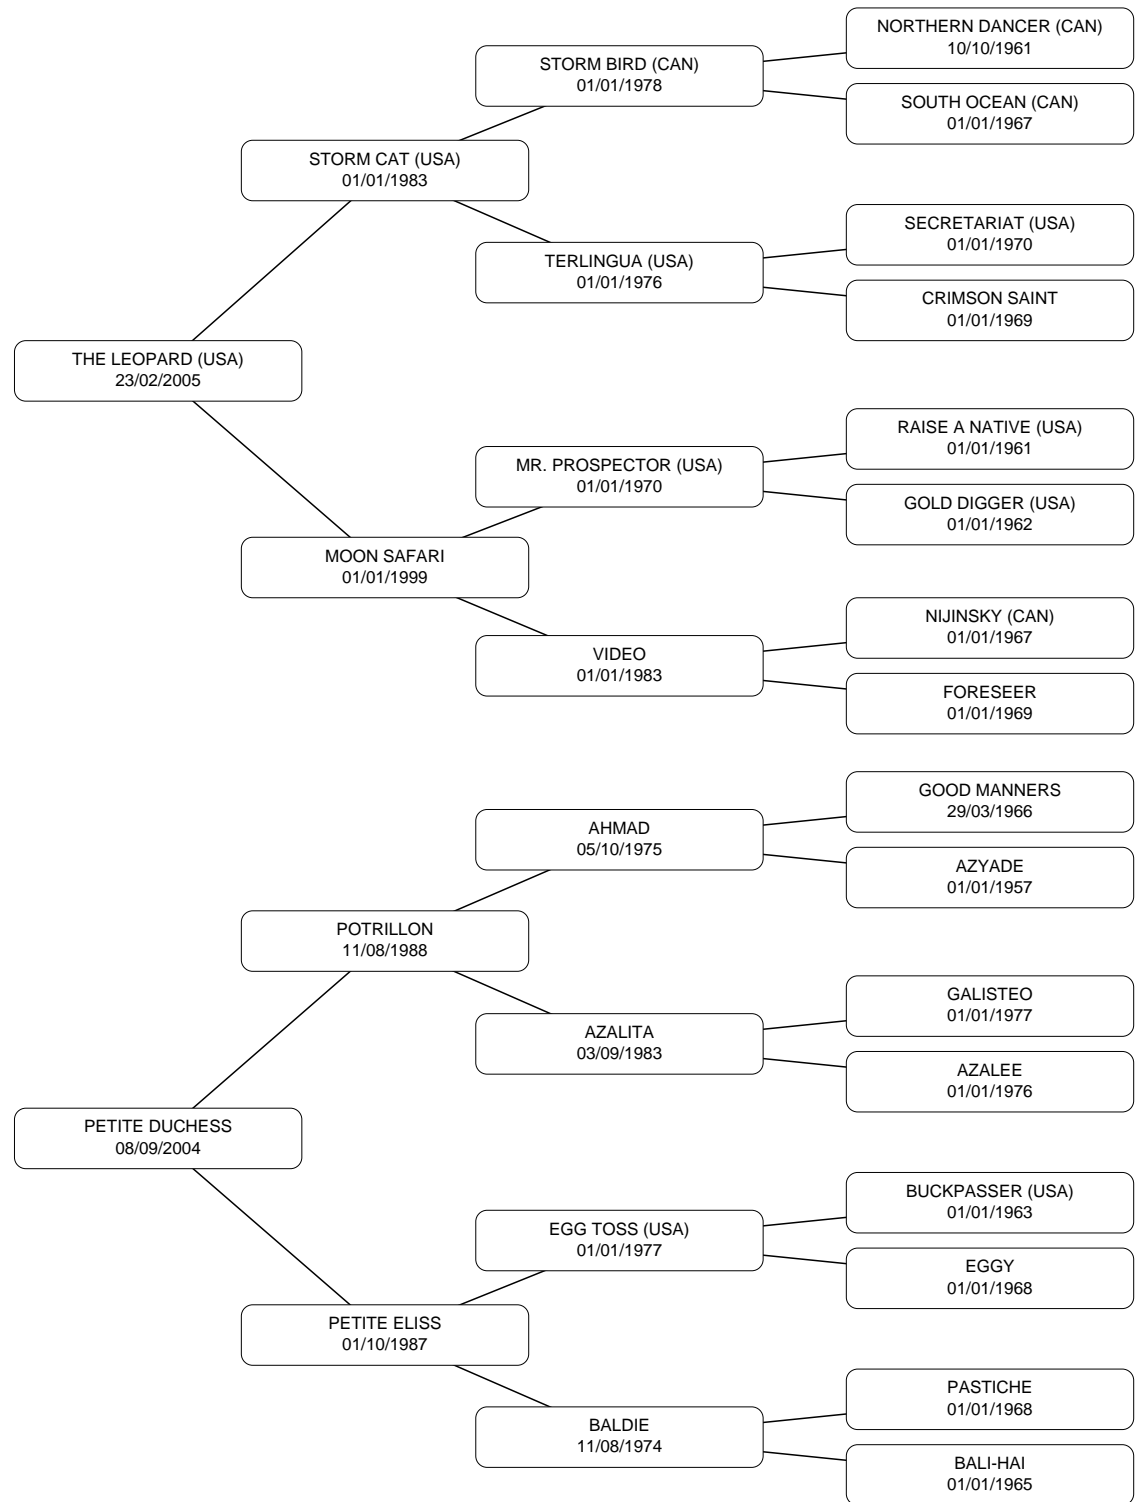 NORTHERN DANCER (CAN)
10/10/1961
STORM BIRD (CAN)
01/01/1978
SOUTH OCEAN (CAN)
01/01/1967
STORM CAT (USA)
01/01/1983
SECRETARIAT (USA)
01/01/1970
TERLINGUA (USA)
01/01/1976
CRIMSON SAINT
01/01/1969
THE LEOPARD (USA)
23/02/2005
RAISE A NATIVE (USA)
01/01/1961
MR. PROSPECTOR (USA)
01/01/1970
GOLD DIGGER (USA)
01/01/1962
MOON SAFARI
01/01/1999
NIJINSKY (CAN)
01/01/1967
VIDEO
01/01/1983
FORESEER
01/01/1969
GOOD MANNERS
29/03/1966
AHMAD
05/10/1975
AZYADE
01/01/1957
POTRILLON
11/08/1988
GALISTEO
01/01/1977
AZALITA
03/09/1983
AZALEE
01/01/1976
PETITE DUCHESS
08/09/2004
BUCKPASSER (USA)
01/01/1963
EGG TOSS (USA)
01/01/1977
EGGY
01/01/1968
PETITE ELISS
01/10/1987
PASTICHE
01/01/1968
BALDIE
11/08/1974
BALI-HAI
01/01/1965